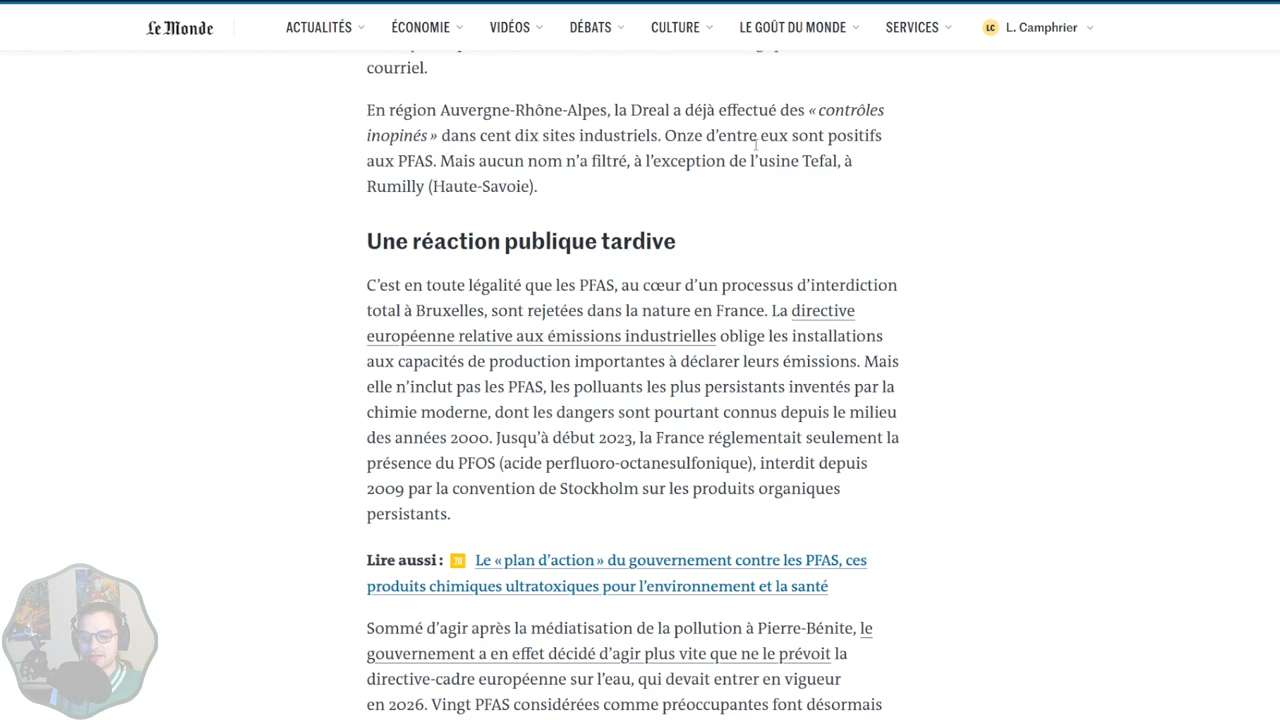 Le Monde
ACTUALITÉS
ÉCONOMIE
VIDÉOS
DÉBATS
CULTURE
LE GOÛT DU MONDE
SERVICES
LC
L. Camphrier
courriel.
En région Auvergne-Rhône-Alpes, la Dreal a déjà effectué des « contrôles
inopinés » dans cent dix sites industriels. Onze d’entre eux sont positifs
aux PFAS. Mais aucun nom n’a filtré, à l’exception de l’usine Tefal, à
Rumilly (Haute-Savoie).
Une réaction publique tardive
C’est en toute légalité que les PFAS, au cœur d’un processus d’interdiction
total à Bruxelles, sont rejetées dans la nature en France. La directive
européenne relative aux émissions industrielles oblige les installations
aux capacités de production importantes à déclarer leurs émissions. Mais
elle n’inclut pas les PFAS, les polluants les plus persistants inventés par la
chimie moderne, dont les dangers sont pourtant connus depuis le milieu
des années 2000. Jusqu’à début 2023, la France réglementait seulement la
présence du PFOS (acide perfluoro-octanesulfonique), interdit depuis
2009 par la convention de Stockholm sur les produits organiques
persistants.
Lire aussi : Le « plan d’action » du gouvernement contre les PFAS, ces
produits chimiques ultratoxiques pour l’environnement et la santé
Sommé d’agir après la médiatisation de la pollution à Pierre-Bénite, le
gouvernement a en effet décidé d’agir plus vite que ne le prévoit la
directive-cadre européenne sur l’eau, qui devait entrer en vigueur
en 2026. Vingt PFAS considérées comme préoccupantes font désormais